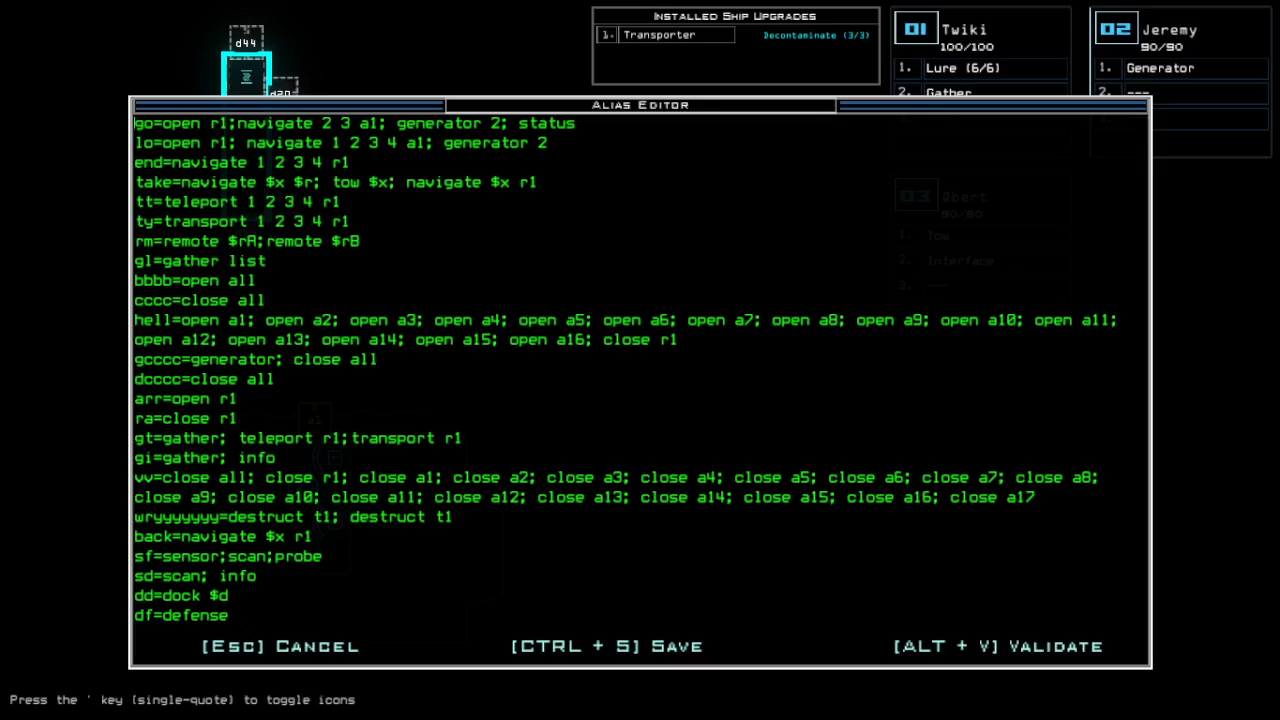 Installed Ship Upgrades
1. Transporter Decontaminate (3/3)
01 Twiki
100/100
1. Lure (6/6)
2. Gather
02 Jeremy
90/90
1. Generator
2. ---
d44
d20
Alias Editor
go=open r1;navigate 2 3 a1; generator 2; status
lo=open r1; navigate 1 2 3 4 a1; generator 2
end=navigate 1 2 3 4 r1
take=navigate $x $r; tow $x; navigate $x r1
tt=teleport 1 2 3 4 r1
ty=transport 1 2 3 4 r1
rm=remote $rA;remote $rB
gl=gather list
bbbb=open all
cccc=close all
hell=open a1; open a2; open a3; open a4; open a5; open a6; open a7; open a8; open a9; open a10; open a11;
open a12; open a13; open a14; open a15; open a16; close r1
gcccc=generator; close all
dcccc=close all
arr=open r1
ra=close r1
gt=gather; teleport r1;transport r1
gi=gather; info
vv=close all; close r1; close a1; close a2; close a3; close a4; close a5; close a6; close a7; close a8;
close a9; close a10; close a11; close a12; close a13; close a14; close a15; close a16; close a17
wryyyyyyy=destruct t1; destruct t1
back=navigate $x r1
sf=sensor;scan;probe
sd=scan; info
dd=dock $d
df=defense
03 Qbert
90/90
1. Tow
2. Interface
3. ---
[Esc] Cancel [CTRL + S] Save [ALT + V] Validate
Press the ' key (single-quote) to toggle icons